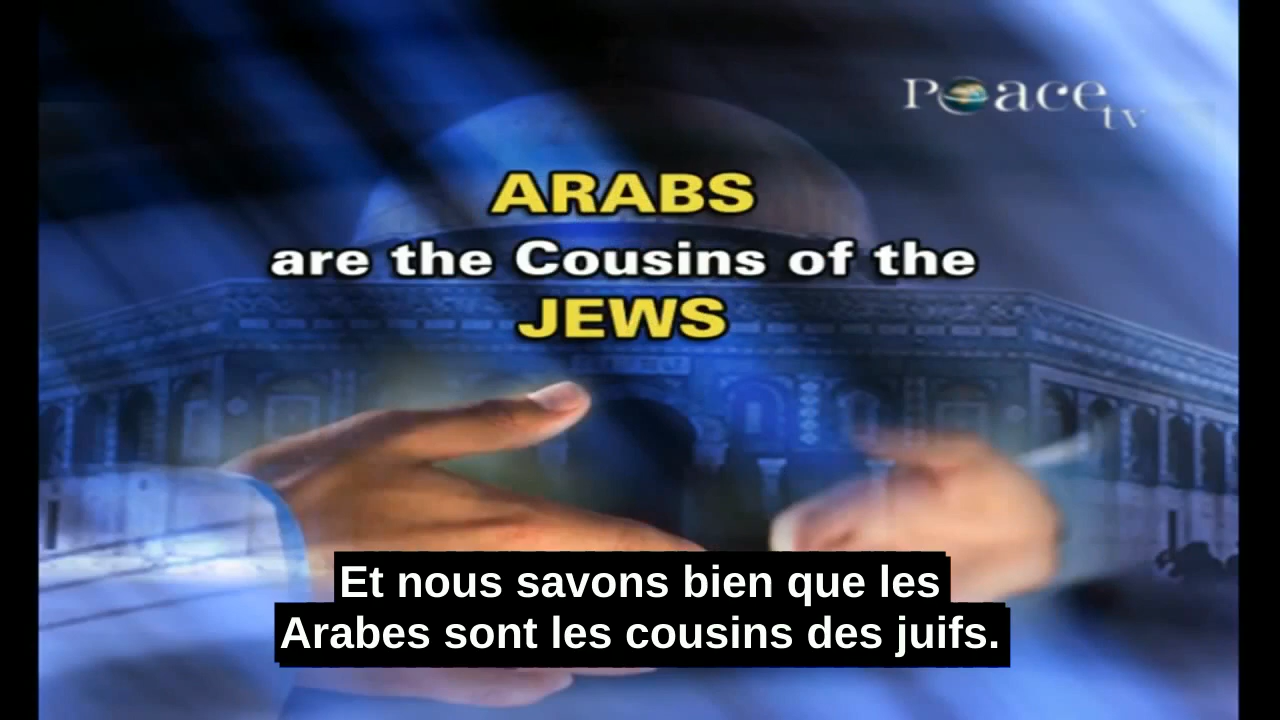 Peace
tv
ARABS
are the Cousins of the
JEWS
Et nous savons bien que les
Arabes sont les cousins des juifs.